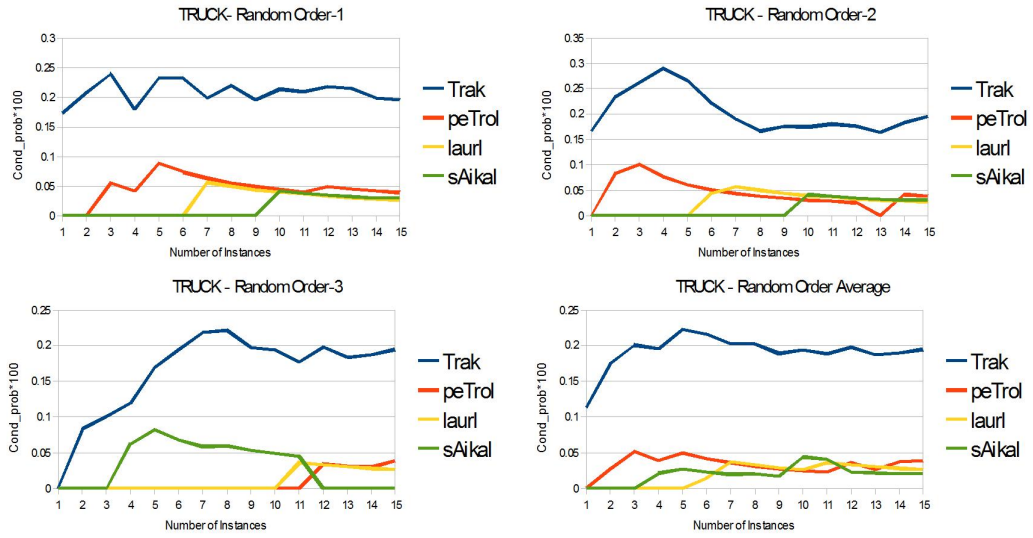 TRUCK- Random Order-1
0.3
0.25
0.2
0.15
0.1
0.05
0
Cond_prob*100
1 2 3 4 5 6 7 8 9 10 11 12 13 14 15
Number of Instances
Trak
peTrol
laurI
sAikal
TRUCK - Random Order-2
0.35
0.3
0.25
0.2
0.15
0.1
0.05
0
Cond_prob*100
1 2 3 4 5 6 7 8 9 10 11 12 13 14 15
Number of Instances
Trak
peTrol
laurI
sAikal
TRUCK - Random Order-3
0.25
0.2
0.15
0.1
0.05
0
Cond_prob*100
1 2 3 4 5 6 7 8 9 10 11 12 13 14 15
Number of Instances
Trak
peTrol
laurI
sAikal
TRUCK - Random Order Average
0.25
0.2
0.15
0.1
0.05
0
Cond_prob*100
1 2 3 4 5 6 7 8 9 10 11 12 13 14 15
Number of Instances
Trak
peTrol
laurI
sAikal